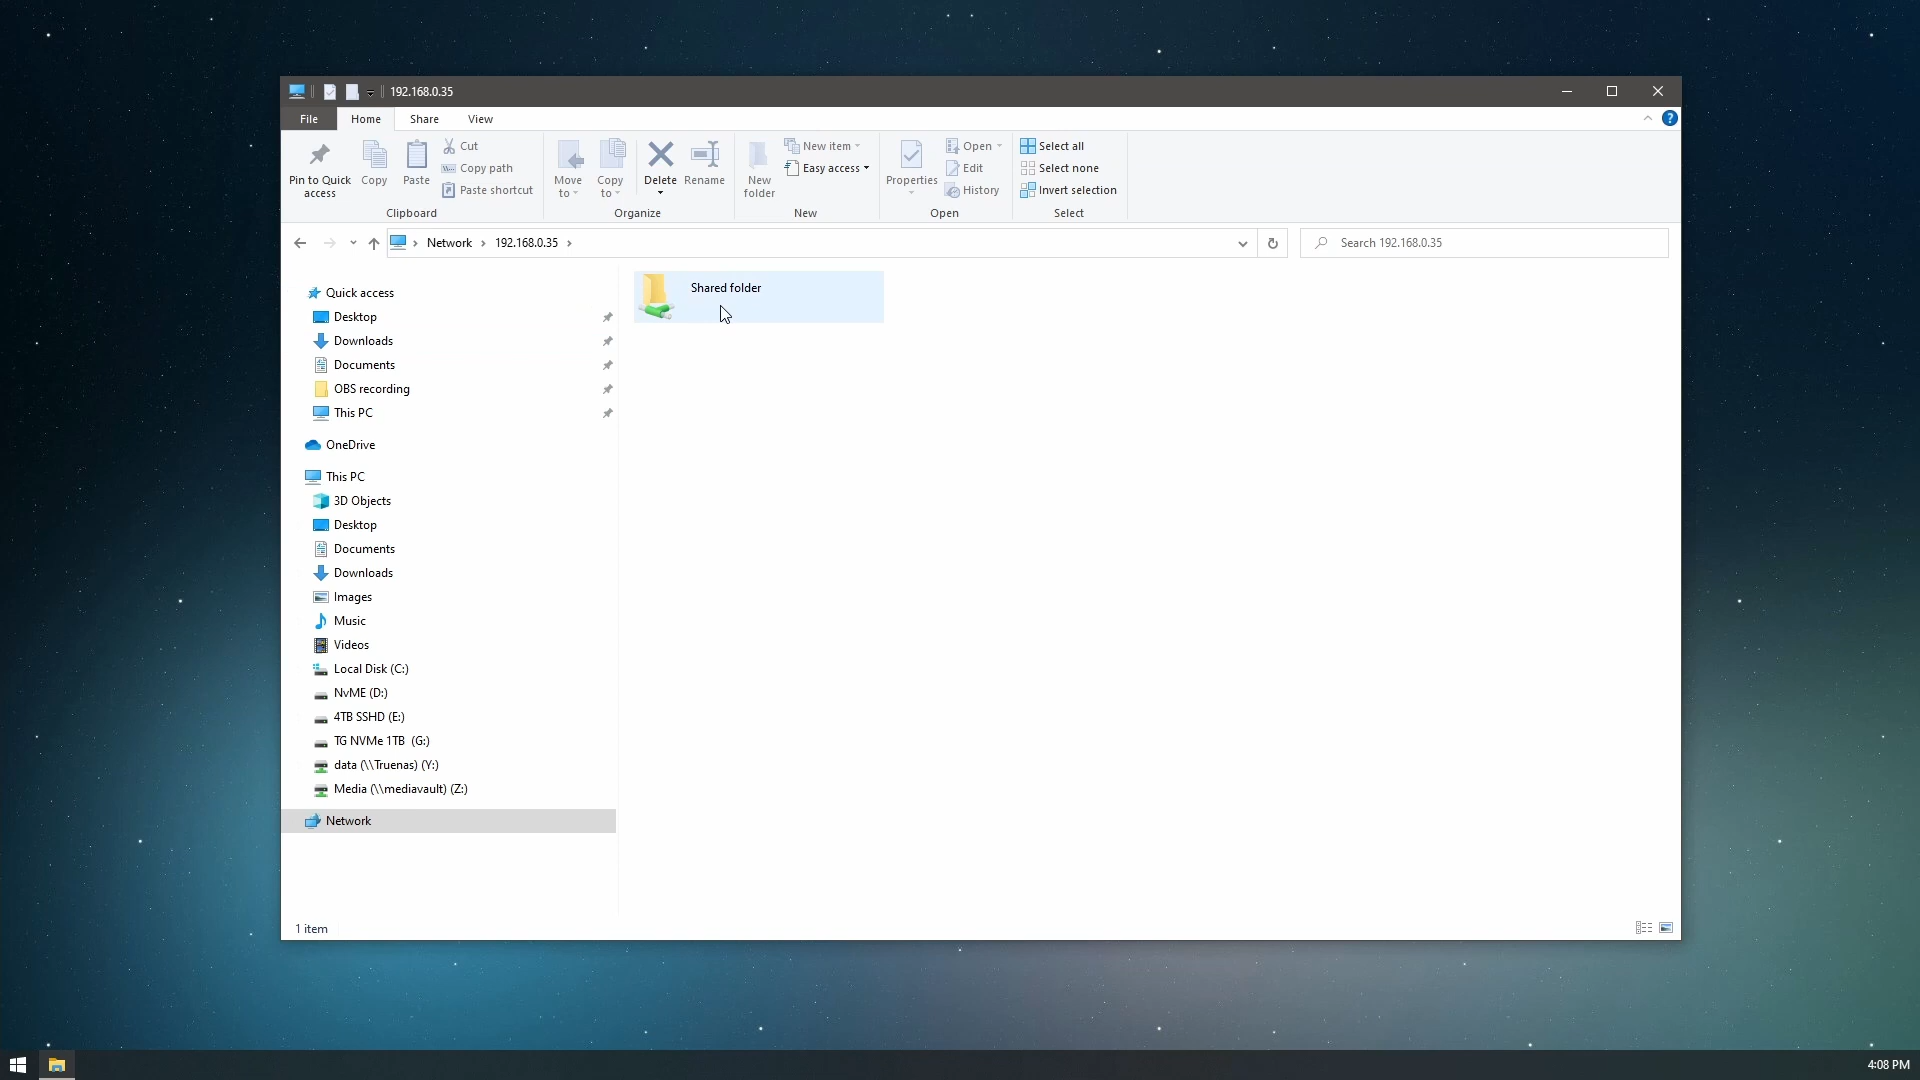 192.168.0.35
File Home Share View
Pin to Quick access
Copy
Paste
Cut
Copy path
Paste shortcut
Clipboard
Move to
Copy to
Delete
Rename
Organize
New folder
New item
Easy access
New
Properties
Open
Edit
History
Open
Select all
Select none
Invert selection
Select
Network 192.168.0.35
Search 192.168.0.35
Quick access
Desktop
Downloads
Documents
OBS recording
This PC
OneDrive
This PC
3D Objects
Desktop
Documents
Downloads
Images
Music
Videos
Local Disk (C:)
NvME (D:)
4TB SSHD (E:)
TG NVMe 1TB (G:)
data (\\Truenas) (Y:)
Media (\\mediavault) (Z:)
Network
Shared folder
1 item
4:08 PM